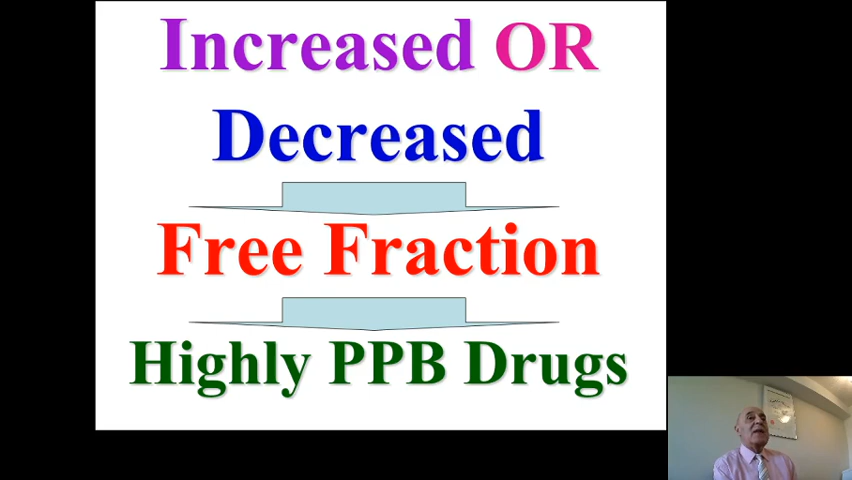 Increased OR
Decreased
Free Fraction
Highly PPB Drugs